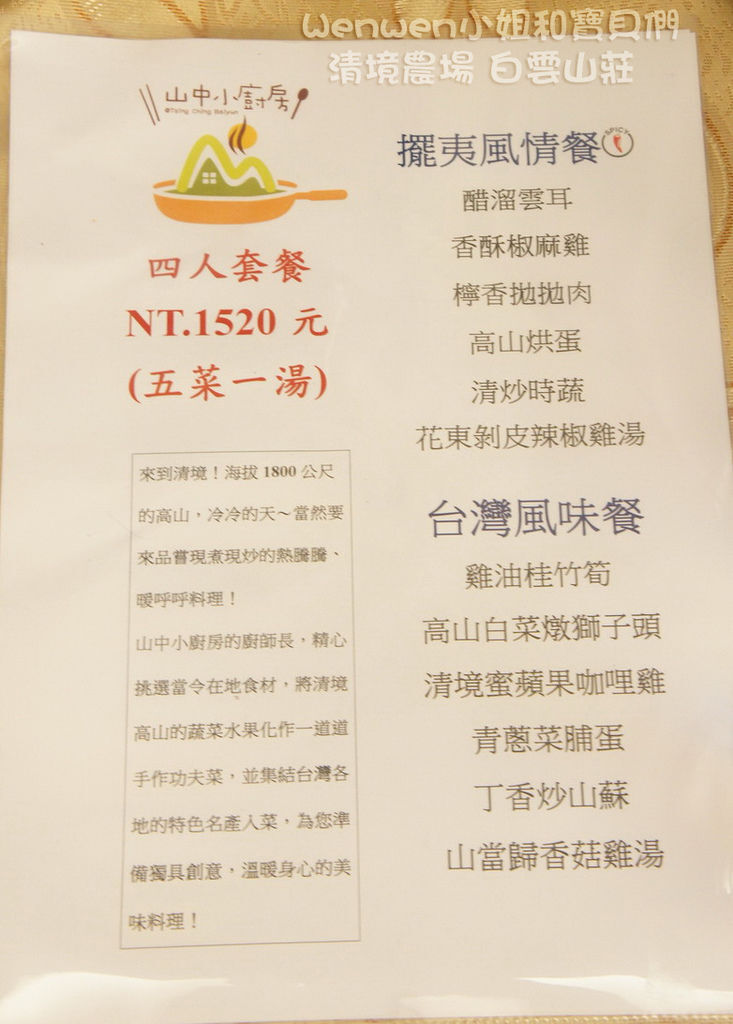 Wenwen小姐和寶貝們
清境農場 白雲山莊
山中小廚房
@Tsing Ching Baiyun
四人套餐
NT.1520 元
(五菜一湯)
來到清境！海拔 1800 公尺
的高山，冷冷的天～當然要
來品嘗現煮現炒的熱騰騰、
暖呼呼料理！
山中小廚房的廚師長，精心
挑選當令在地食材，將清境
高山的蔬菜水果化作一道道
手作功夫菜，並集結台灣各
地的特色名產入菜，為您準
備獨具創意，溫暖身心的美
味料理！
擺夷風情餐
SPICY
醋溜雲耳
香酥椒麻雞
檸香拋拋肉
高山烘蛋
清炒時蔬
花東剝皮辣椒雞湯
台灣風味餐
雞油桂竹筍
高山白菜燉獅子頭
清境蜜蘋果咖哩雞
青蔥菜脯蛋
丁香炒山蘇
山當歸香菇雞湯